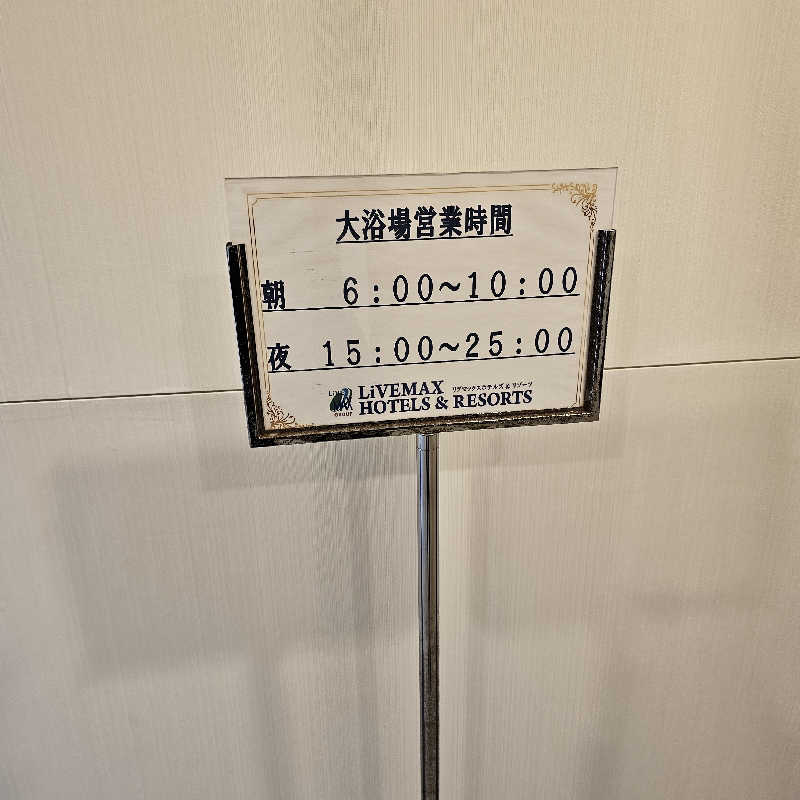 大浴場営業時間
朝 6:00~10:00
夜 15:00~25:00
LiVEMAX リブマックスホテルズ & リゾーツ
HOTELS & RESORTS
GROUP